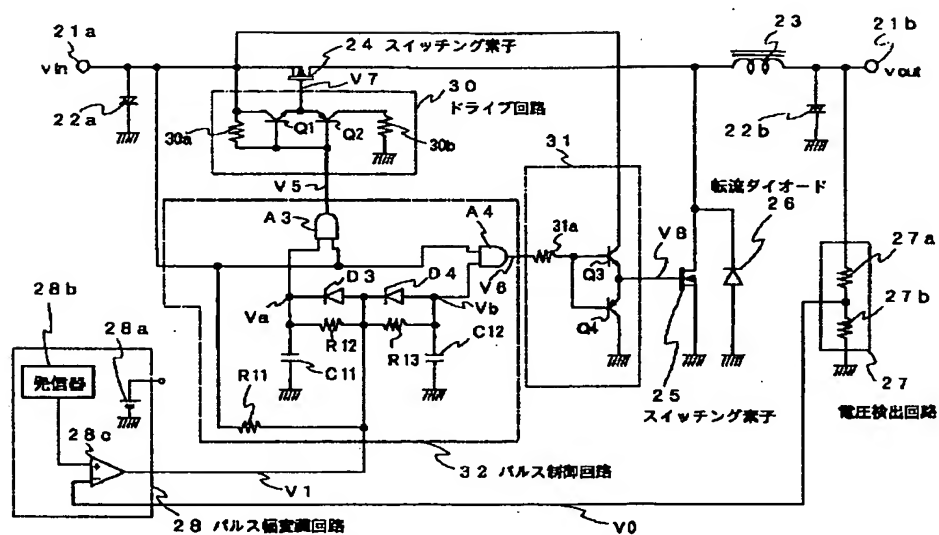 21a
Vin
22a
24 スイッチング素子
V7
30
ドライブ回路
30a
Q1
Q2
30b
V5
23
21b
Vout
22b
31
転流ダイオード
26
A3
A4
31a
V6
Q3
Q4
V8
27a
27b
D3
D4
Va
Vb
R12
R13
C11
C12
R11
28b
28a
発信器
28c
25
スイッチング素子
27
電圧検出回路
32 パルス制御回路
V1
28 パルス幅変調回路
V0